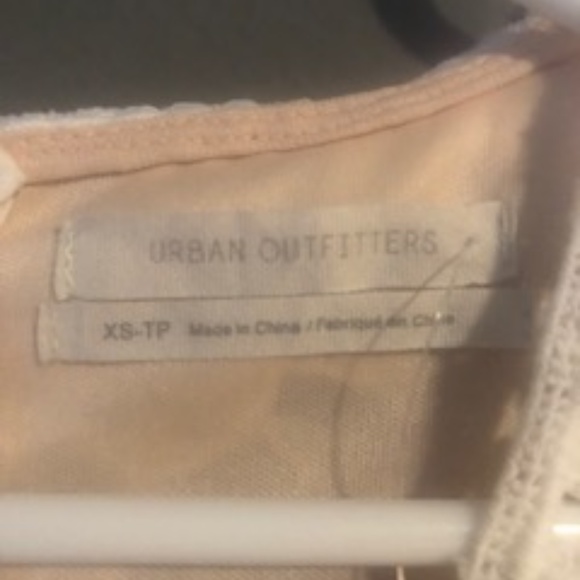 URBAN OUTFITTERS
XS-TP Made in China / Fabriqué en Chine